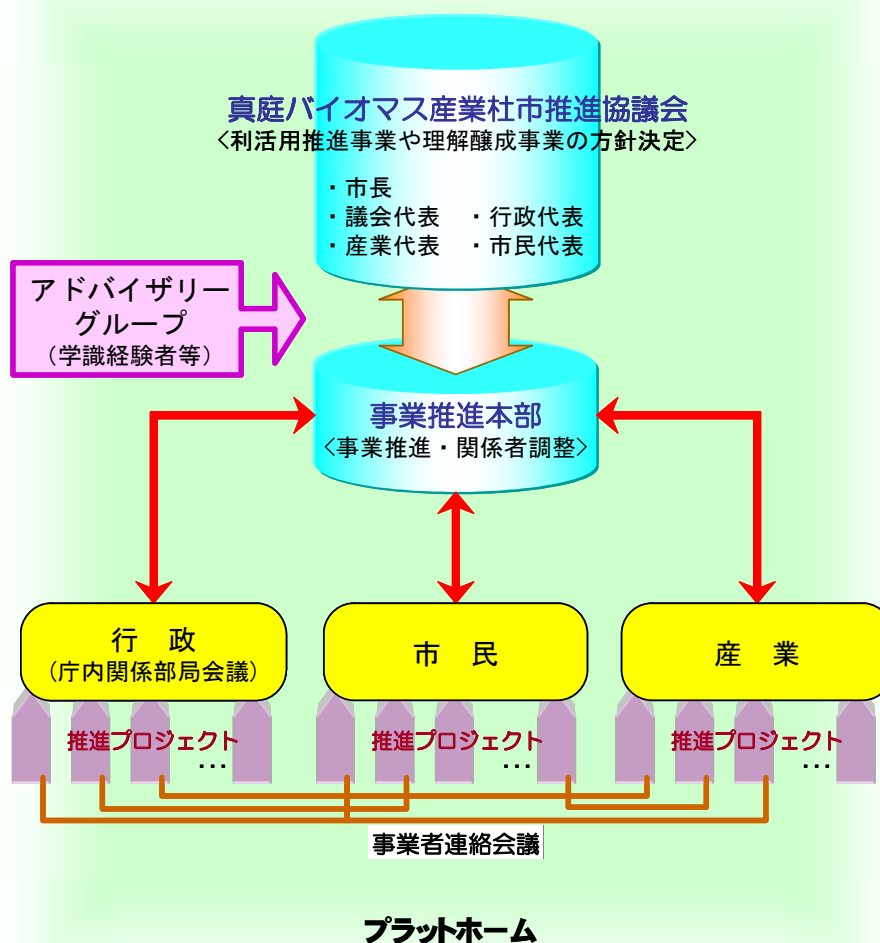 真庭バイオマス産業杜市推進協議会
<利活用推進事業や理解醸成事業の方針決定>
・市長
・議会代表 ・行政代表
・産業代表 ・市民代表
アドバイザリー
グループ
(学識経験者等)
事業推進本部
<事業推進・関係者調整>
行 政
(庁内関係部局会議)
市 民
産 業
推進プロジェクト
…
推進プロジェクト
…
推進プロジェクト
…
事業者連絡会議
プラットホーム